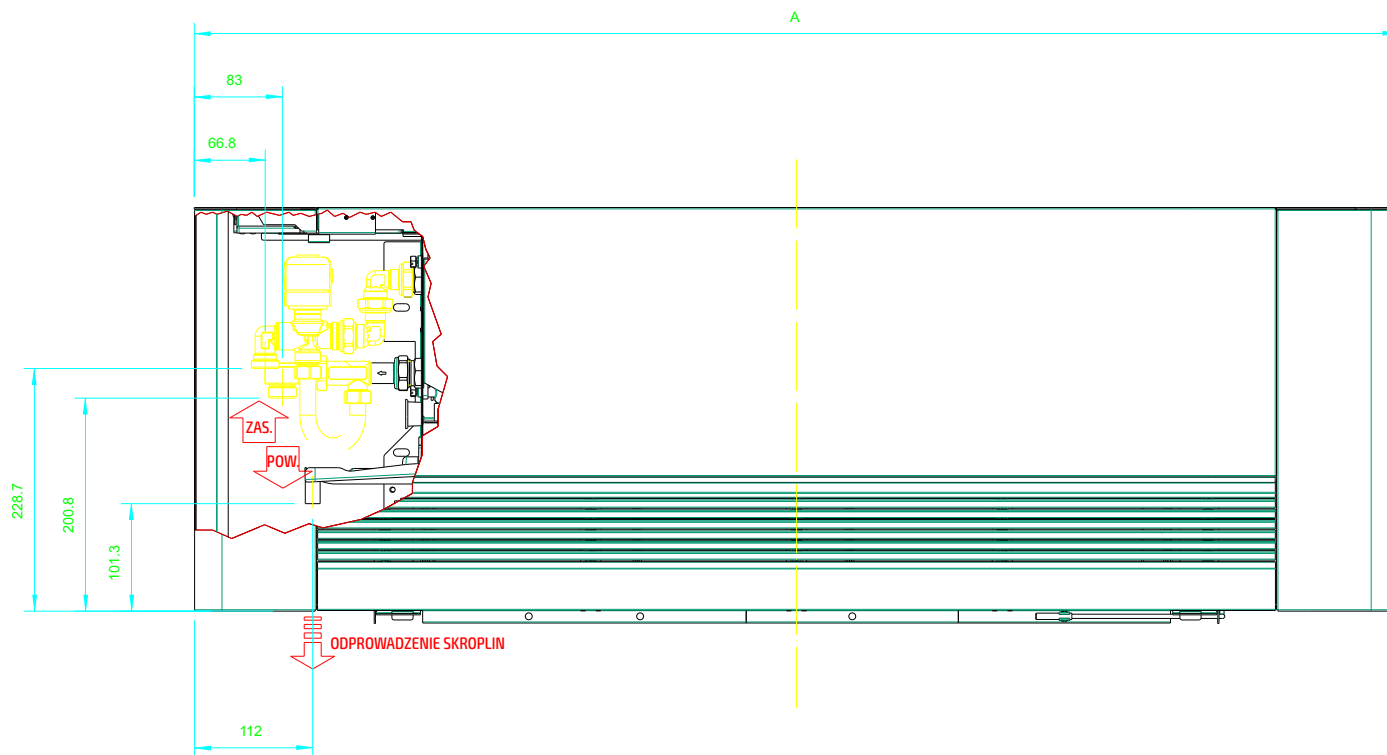 A
83
66.8
ZAS.
POW.
228.7
200.8
101.3
ODPROWADZENIE SKROPLIN
112